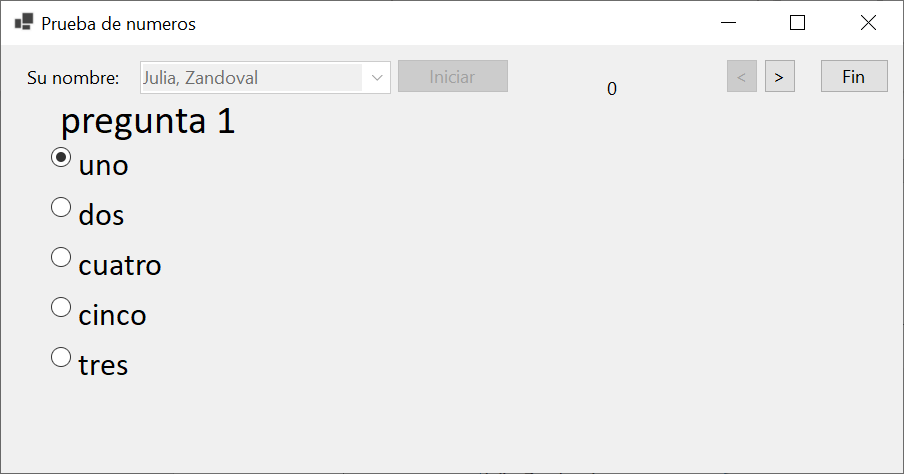 Prueba de numeros
Su nombre: Julia, Zandoval Iniciar 0 < > Fin
pregunta 1
uno
dos
cuatro
cinco
tres